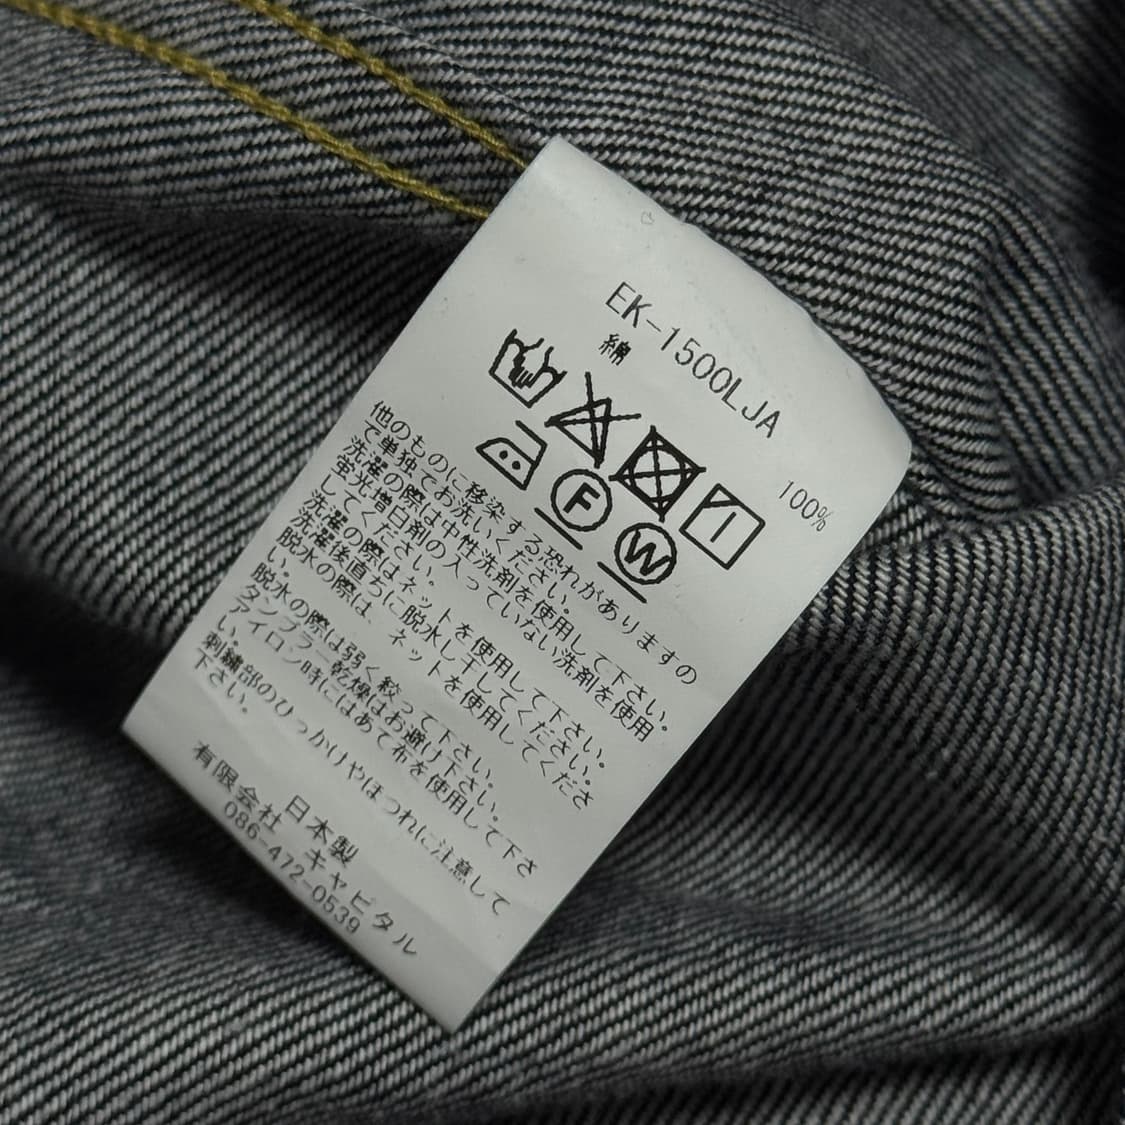 EK-1500LJA
綿 100%
F W
他のものに移染する恐れがありますの
で単独でお洗いください。
洗濯の際は中性洗剤を使用して下さい。
蛍光増白剤の入っていない洗剤を使用
してください。
洗濯の際はネットを使用して下さい。
洗濯後直ちに脱水し干してください。
脱水の際は、ネットを使用してくださ
い。
脱水の際は弱く絞って下さい。
タンブラー乾燥はお避け下さい。
アイロン時にはあて布を使用して下さ
い。
刺繍部のひっかけやほつれに注意して
下さい。
日本製
有限会社 キャピタル
086-472-0539